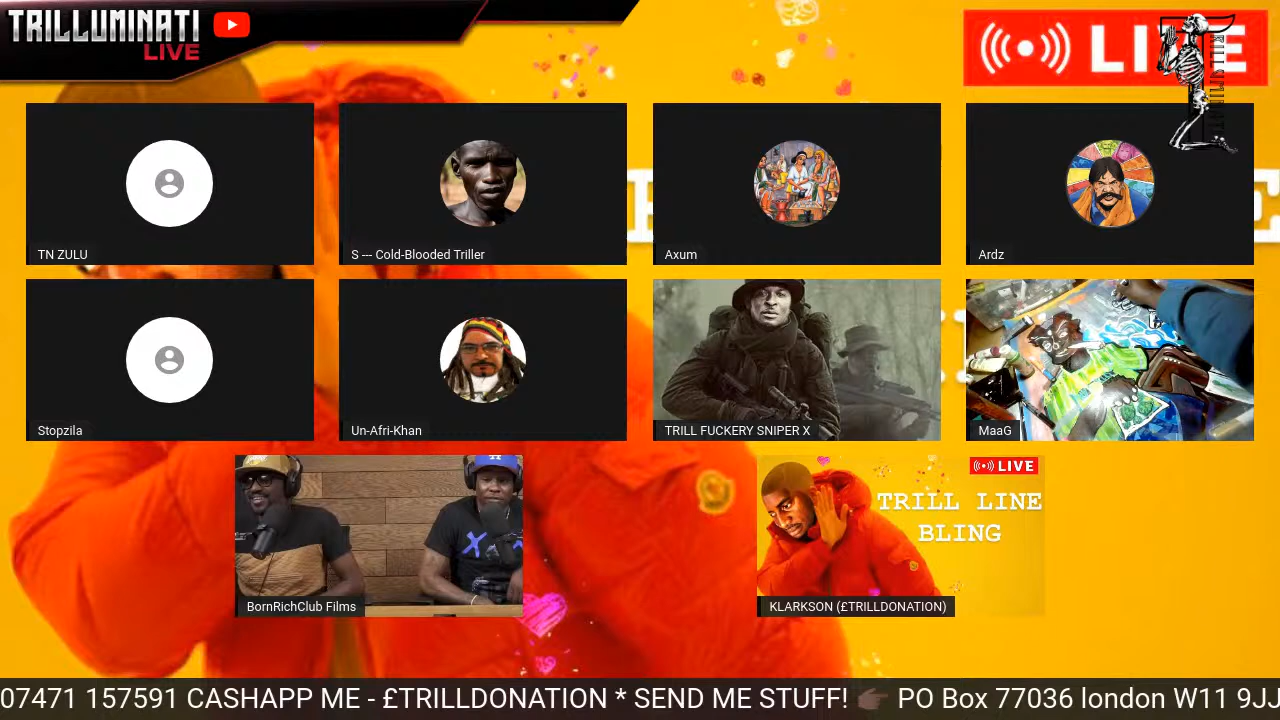 TRILLUMINATI
LIVE
LIVE
TRILLUMINATI
TN ZULU
S --- Cold-Blooded Triller
Axum
Ardz
Stopzila
Un-Afri-Khan
TRILL FUCKERY SNIPER X
MaaG
LIVE
TRILL LINE
BLING
BornRichClub Films
KLARKSON (£TRILLDONATION)
07471 157591 CASHAPP ME - £TRILLDONATION * SEND ME STUFF! 👉🏿 PO Box 77036 london W11 9JJ